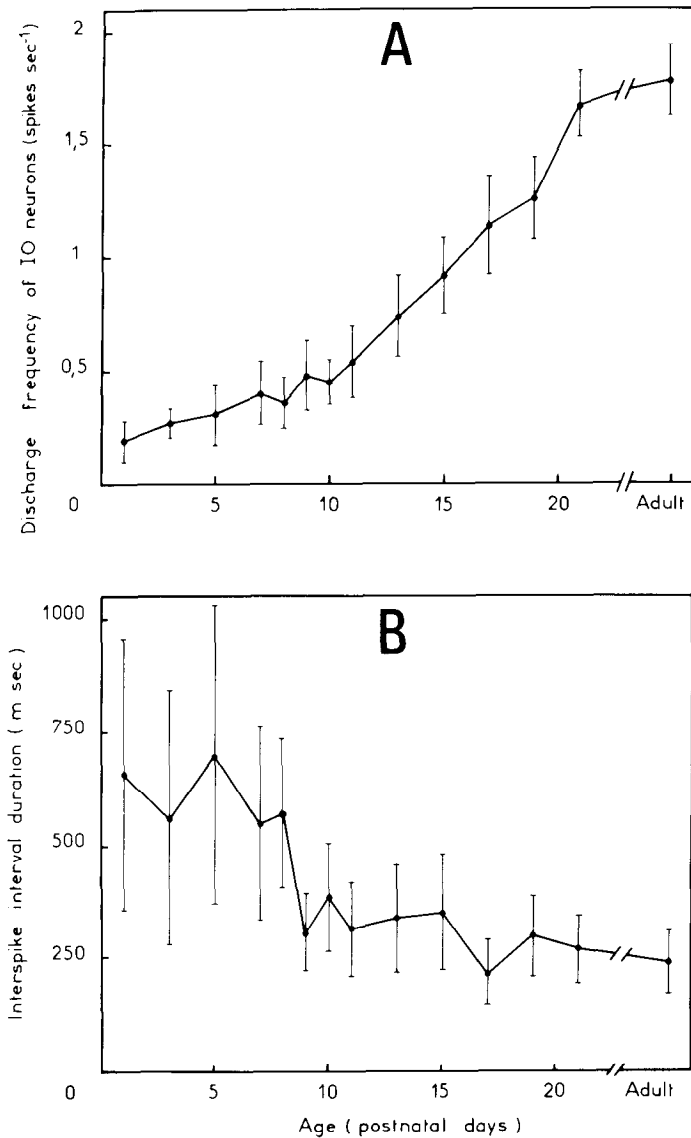 A
Discharge frequency of IO neurons (spikes sec-1)
2
1,5
1
0,5
0
5
10
15
20
Adult
B
Interspike interval duration (m sec)
1000
750
500
250
0
5
10
15
20
Adult
Age (postnatal days)